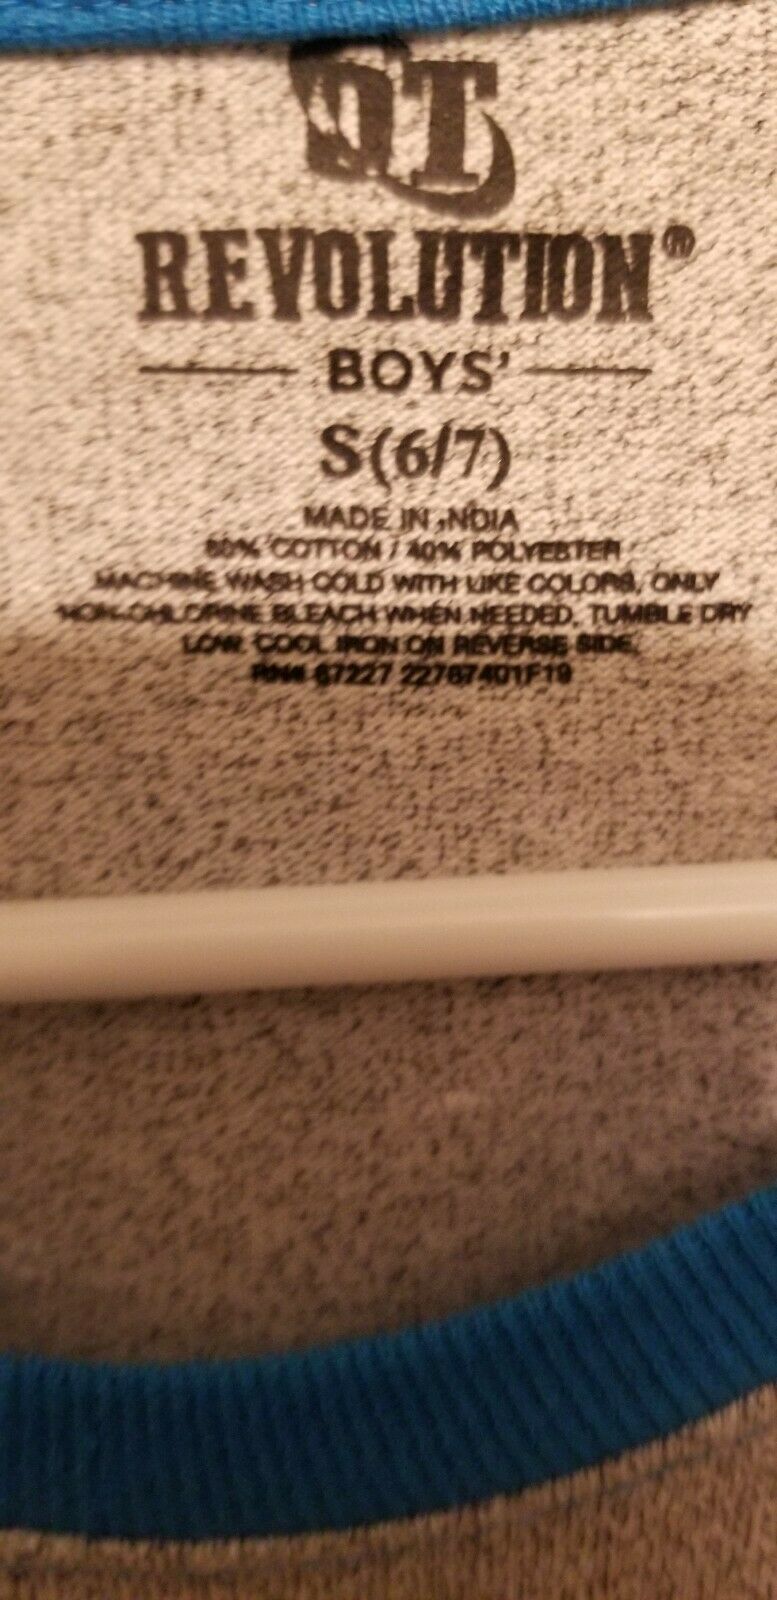 DT
REVOLUTION®
BOYS'
S(6/7)
MADE IN INDIA
60% COTTON / 40% POLYESTER
MACHINE WASH COLD WITH LIKE COLORS, ONLY
NON-CHLORINE BLEACH WHEN NEEDED, TUMBLE DRY
LOW. COOL IRON ON REVERSE SIDE.
RN# 67227 22787401F19